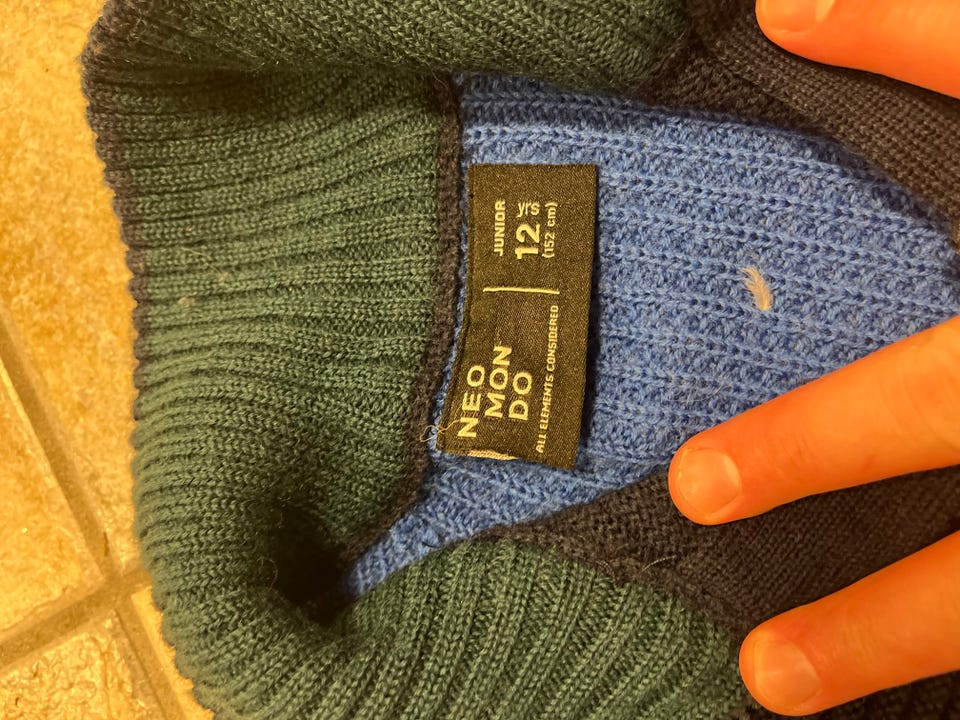 NEO
MON
DO
ALL ELEMENTS CONSIDERED
JUNIOR
12 yrs
(152 cm)